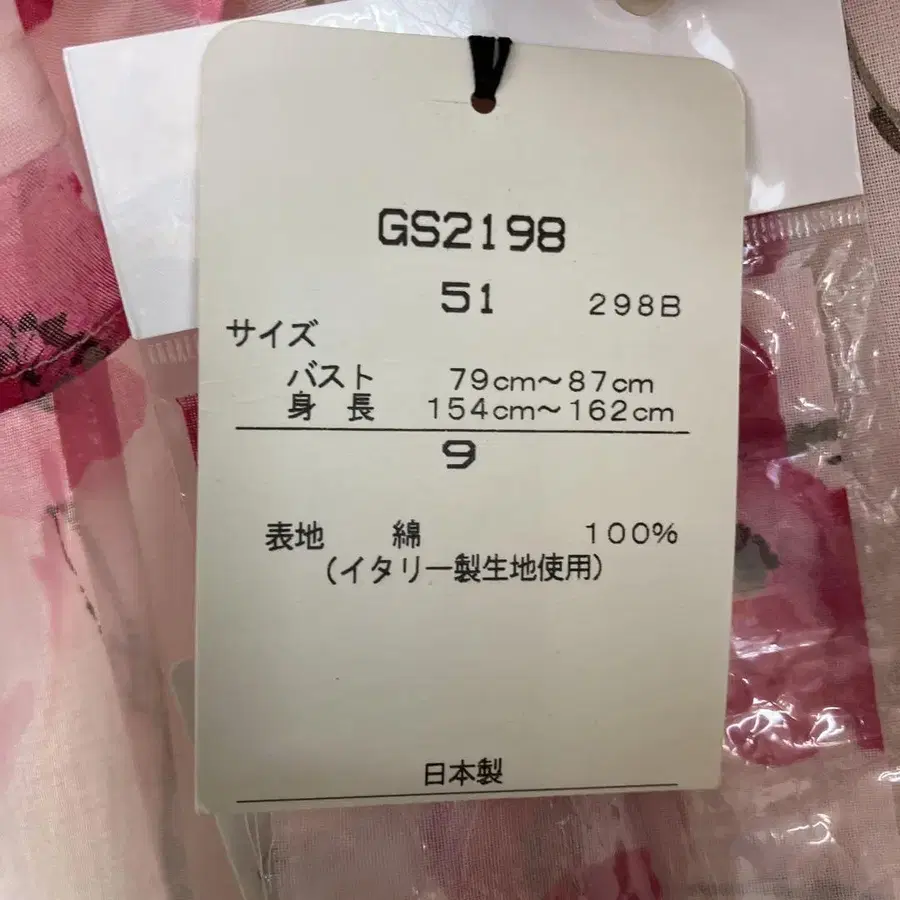 GS2198
51 298B
サイズ
バスト 79cm～87cm
身 長 154cm～162cm
9
表地 綿 100%
(イタリー製生地使用)
日本製